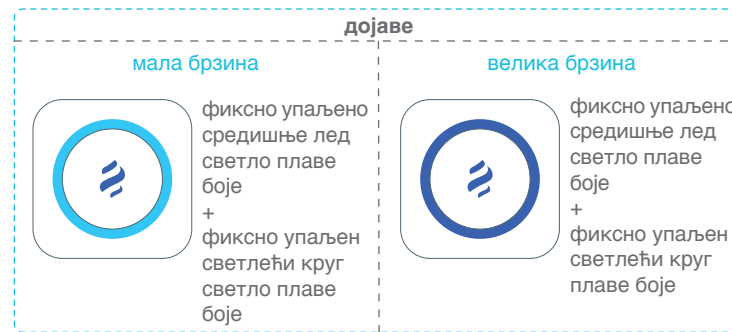 дојаве
мала брзина
фиксно упаљено
средишње лед
светло плаве
боје
+
фиксно упаљен
светлећи круг
светло плаве
боје
велика брзина
фиксно упаљено
средишње лед
светло плаве
боје
+
фиксно упаљен
светлећи круг
плаве боје